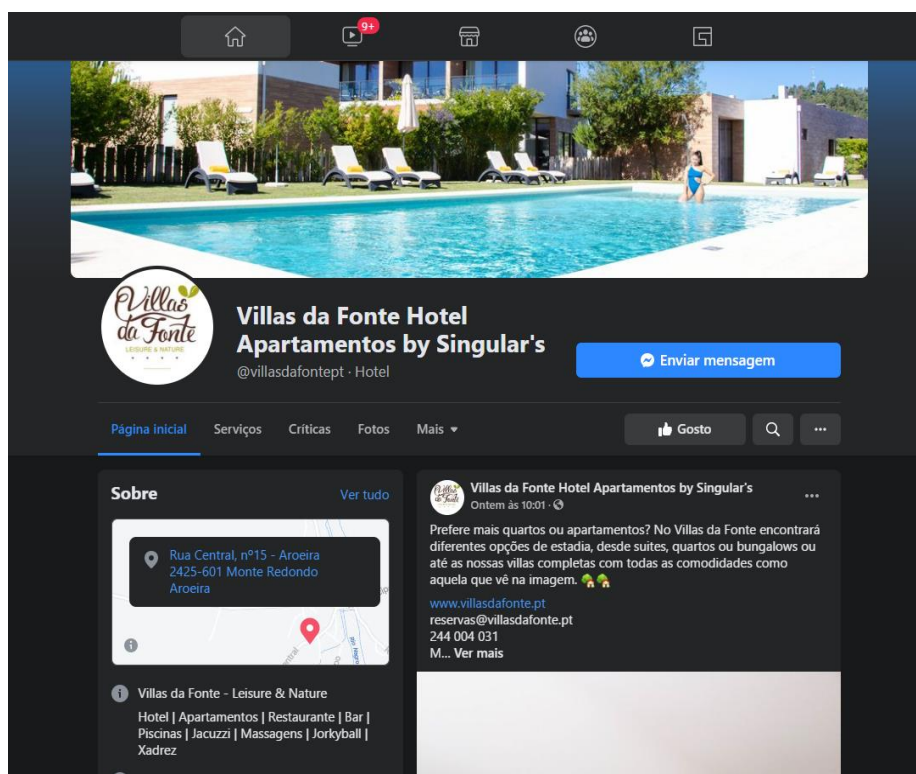 9+
Villas
da Fonte
LEISURE & NATURE
Villas da Fonte Hotel
Apartamentos by Singular's
@villasdafontept · Hotel
Enviar mensagem
Página inicial
Serviços
Críticas
Fotos
Mais
Gosto
Sobre
Ver tudo
Rua Central, nº15 - Aroeira
2425-601 Monte Redondo
Aroeira
Villas da Fonte - Leisure & Nature
Hotel | Apartamentos | Restaurante | Bar |
Piscinas | Jacuzzi | Massagens | Jorkyball |
Xadrez
Villas da Fonte Hotel Apartamentos by Singular's
Ontem às 10:01 ·
Prefere mais quartos ou apartamentos? No Villas da Fonte encontrará
diferentes opções de estadia, desde suites, quartos ou bungalows ou
até as nossas villas completas com todas as comodidades como
aquela que vê na imagem. 🏡🏡
www.villasdafonte.pt
reservas@villasdafonte.pt
244 004 031
M... Ver mais